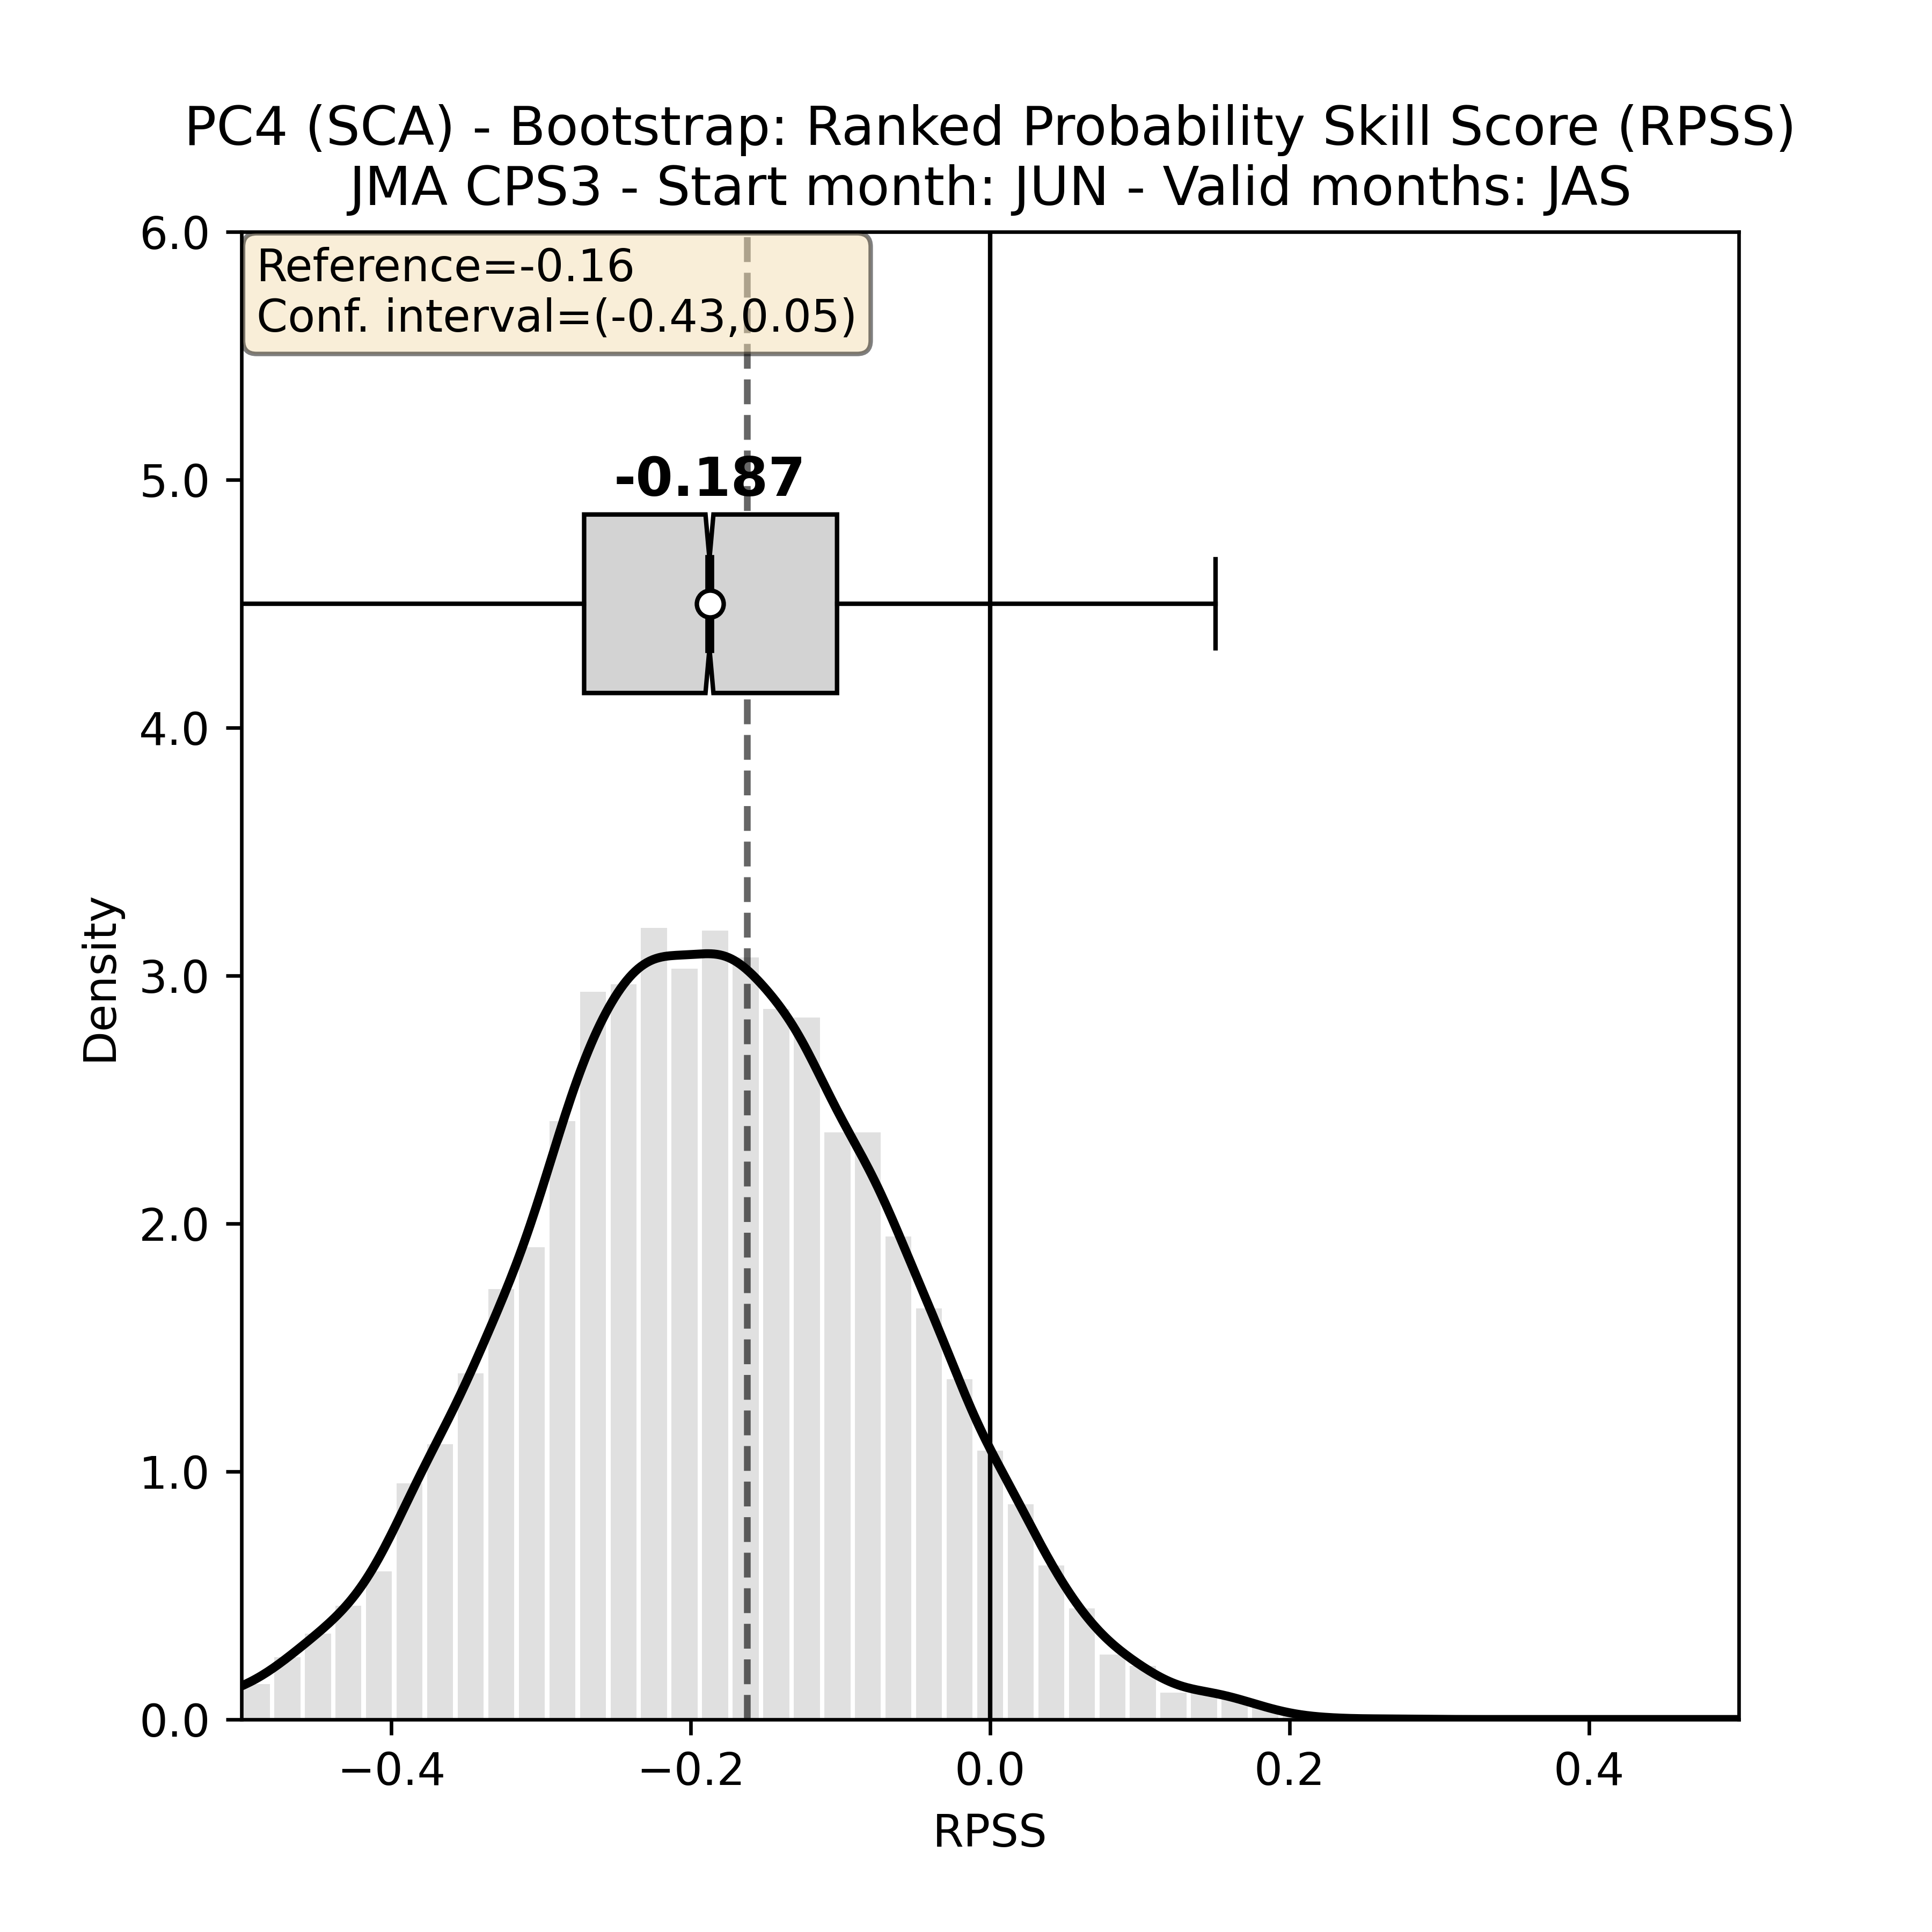 PC4 (SCA) - Bootstrap: Ranked Probability Skill Score (RPSS)
JMA CPS3 - Start month: JUN - Valid months: JAS
6.0
Reference=-0.16
Conf. interval=(-0.43,0.05)
5.0
-0.187
4.0
Density
3.0
2.0
1.0
0.0
−0.4 −0.2 0.0 0.2 0.4
RPSS